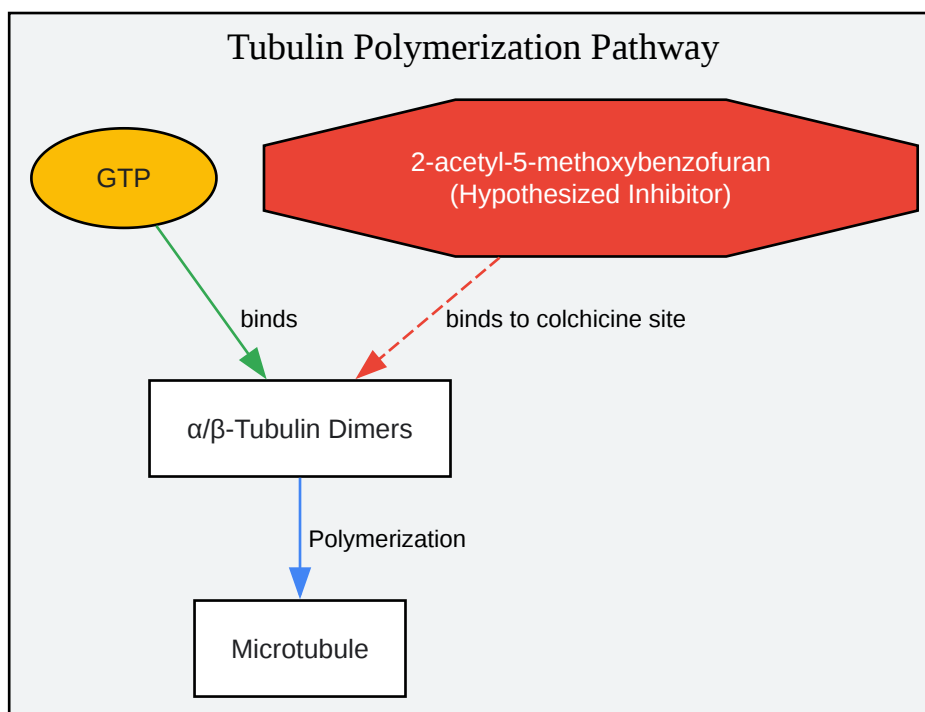 Tubulin Polymerization Pathway
GTP
2-acetyl-5-methoxybenzofuran
(Hypothesized Inhibitor)
binds
binds to colchicine site
α/β-Tubulin Dimers
Polymerization
Microtubule